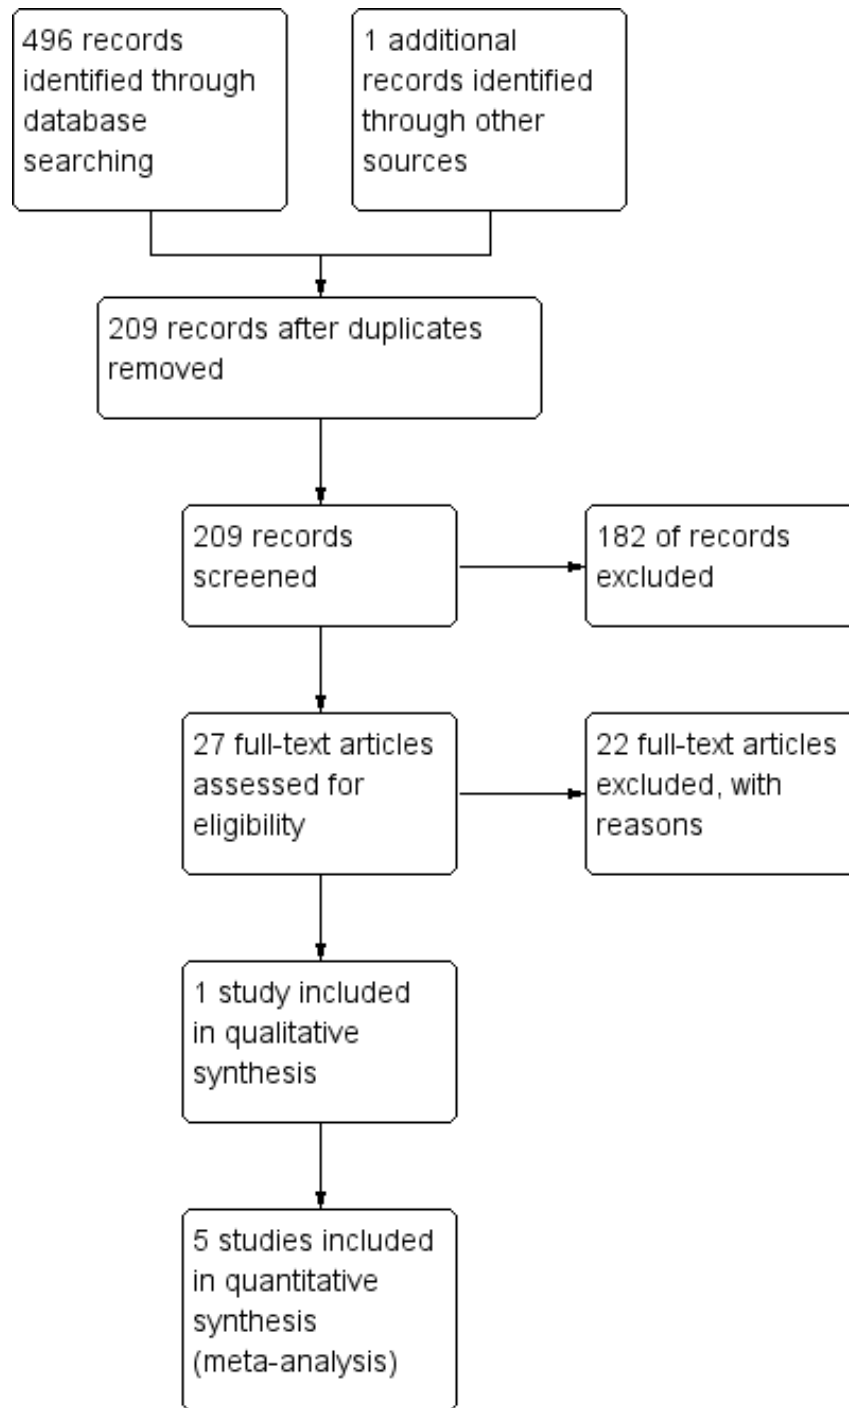 496 records
identified through
database
searching
1 additional
records identified
through other
sources
209 records after duplicates
removed
209 records
screened
182 of records
excluded
27 full-text articles
assessed for
eligibility
22 full-text articles
excluded, with
reasons
1 study included
in qualitative
synthesis
5 studies included
in quantitative
synthesis
(meta-analysis)